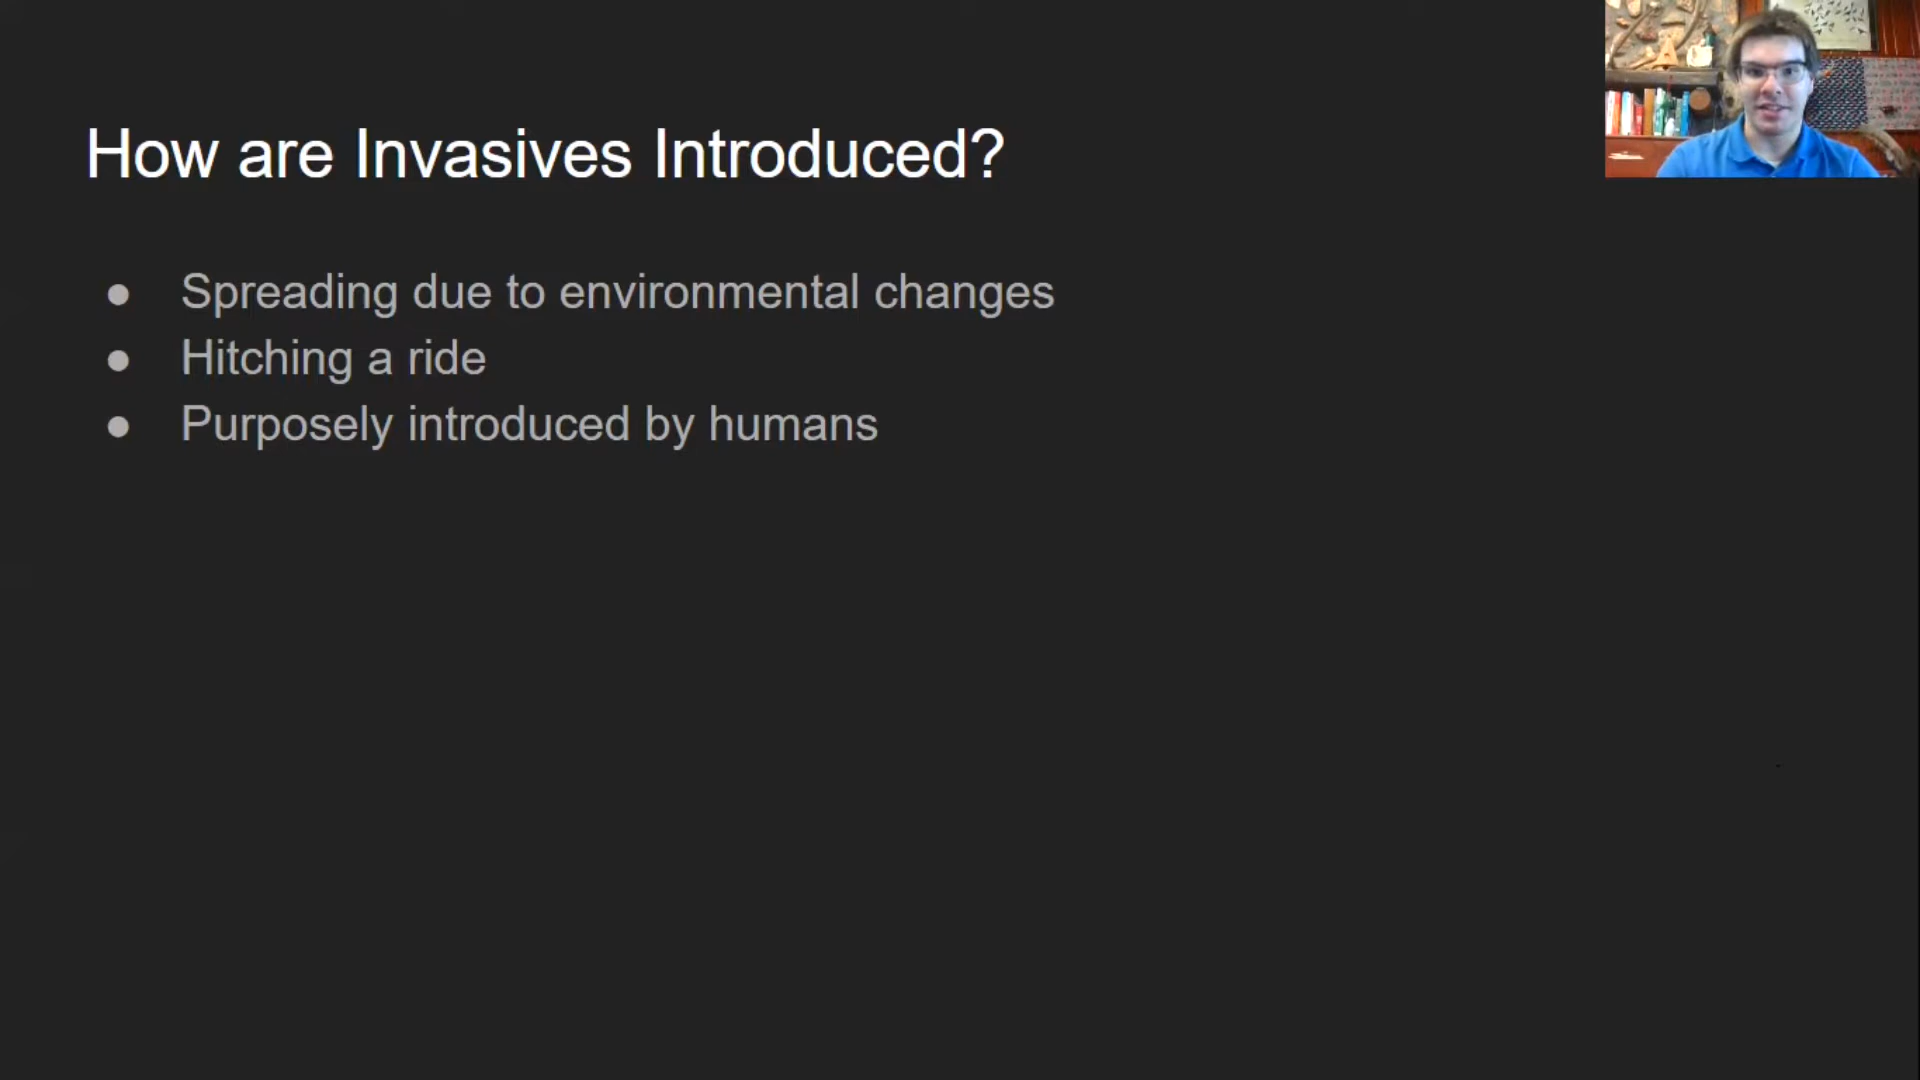 How are Invasives Introduced?
● Spreading due to environmental changes
● Hitching a ride
● Purposely introduced by humans